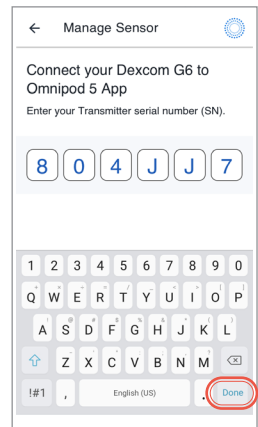 Manage Sensor
Connect your Dexcom G6 to
Omnipod 5 App
Enter your Transmitter serial number (SN).
8 0 4 J J 7
1 2 3 4 5 6 7 8 9 0
Q W E R T Y U I O P
A S D F G H J K L
Z X C V B N M
!#1 , English (US) . Done